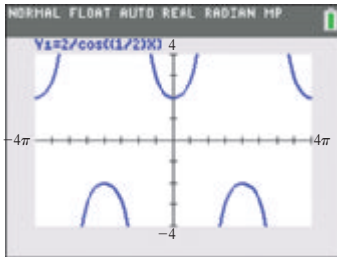 NORMAL FLOAT AUTO REAL RADIAN MP
Y1=2/cos((1/2)X)
4
−4π
4π
−4